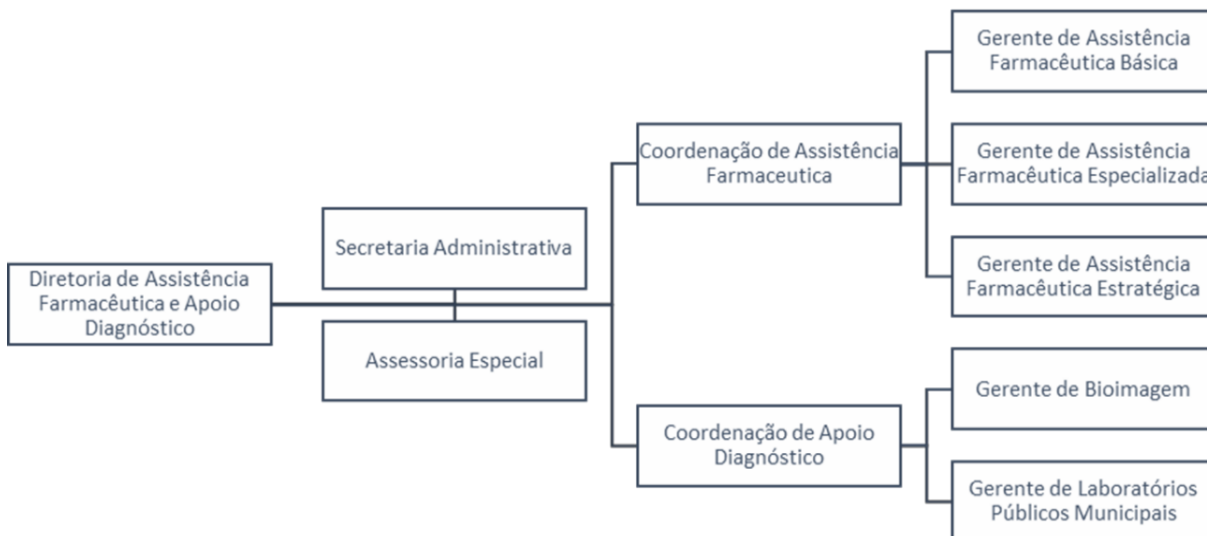 Diretoria de Assistência
Farmacêutica e Apoio
Diagnóstico
Secretaria Administrativa
Assessoria Especial
Coordenação de Assistência
Farmaceutica
Gerente de Assistência
Farmacêutica Básica
Gerente de Assistência
Farmacêutica Especializada
Gerente de Assistência
Farmacêutica Estratégica
Coordenação de Apoio
Diagnóstico
Gerente de Bioimagem
Gerente de Laboratórios
Públicos Municipais